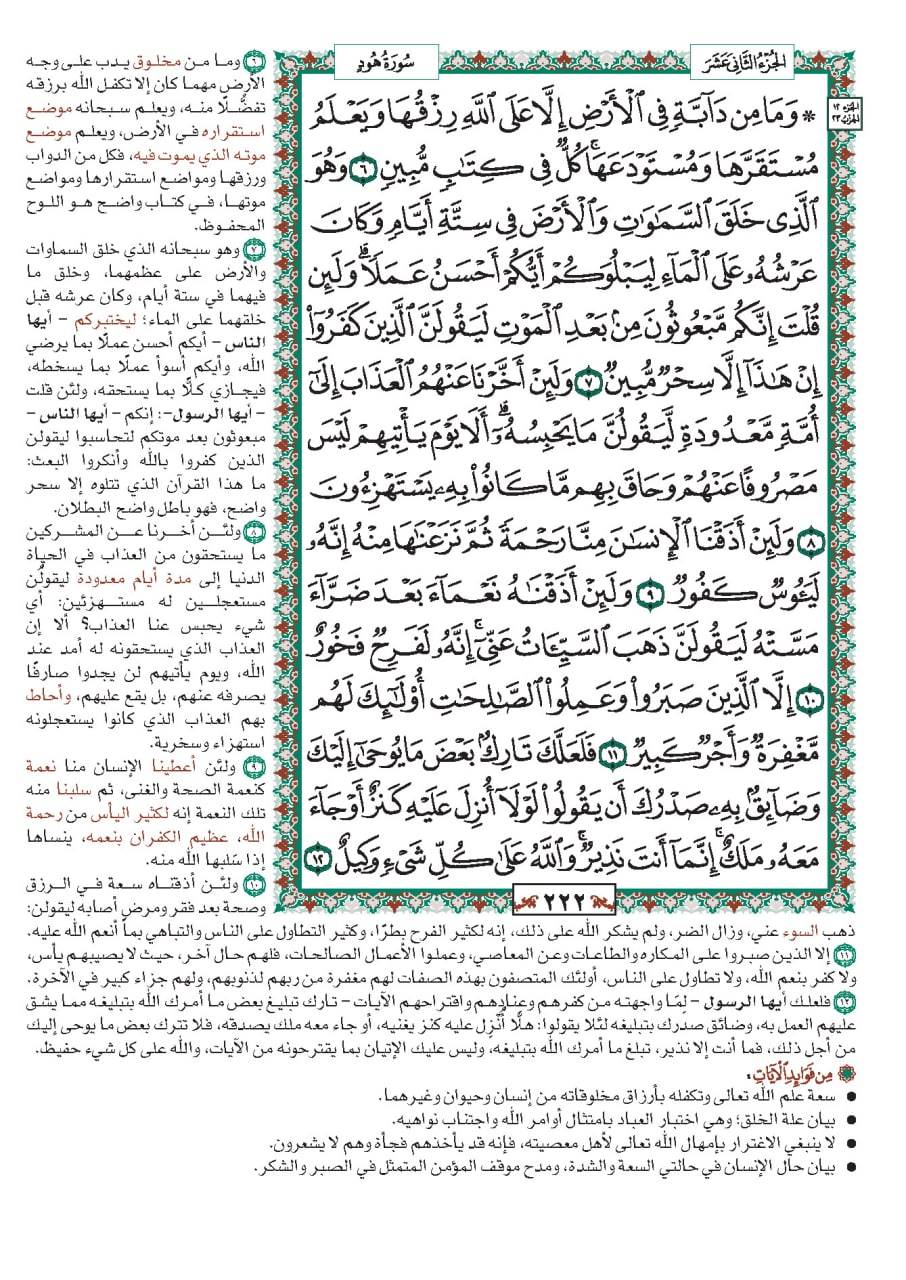 الجُزْءُ الثَّانِي عَشَرَ
سُورَةُ هُودٍ
الجزء ١٢
الحزب ٢٣
* وَمَا مِن دَآبَّةٖ فِي ٱلۡأَرۡضِ إِلَّا عَلَى ٱللَّهِ رِزۡقُهَا وَيَعۡلَمُ
مُسۡتَقَرَّهَا وَمُسۡتَوۡدَعَهَاۚ كُلّٞ فِي كِتَٰبٖ مُّبِينٖ ٦ وَهُوَ
ٱلَّذِي خَلَقَ ٱلسَّمَٰوَٰتِ وَٱلۡأَرۡضَ فِي سِتَّةِ أَيَّامٖ وَكَانَ
عَرۡشُهُۥ عَلَى ٱلۡمَآءِ لِيَبۡلُوَكُمۡ أَيُّكُمۡ أَحۡسَنُ عَمَلٗاۗ وَلَئِن
قُلۡتَ إِنَّكُم مَّبۡعُوثُونَ مِنۢ بَعۡدِ ٱلۡمَوۡتِ لَيَقُولَنَّ ٱلَّذِينَ كَفَرُوٓاْ
إِنۡ هَٰذَآ إِلَّا سِحۡرٞ مُّبِينٞ ٧ وَلَئِنۡ أَخَّرۡنَا عَنۡهُمُ ٱلۡعَذَابَ إِلَىٰٓ
أُمَّةٖ مَّعۡدُودَةٖ لَّيَقُولُنَّ مَا يَحۡبِسُهُۥٓۗ أَلَا يَوۡمَ يَأۡتِيهِمۡ لَيۡسَ
مَصۡرُوفًا عَنۡهُمۡ وَحَاقَ بِهِم مَّا كَانُواْ بِهِۦ يَسۡتَهۡزِءُونَ
٨ وَلَئِنۡ أَذَقۡنَا ٱلۡإِنسَٰنَ مِنَّا رَحۡمَةٗ ثُمَّ نَزَعۡنَٰهَا مِنۡهُ إِنَّهُۥ
لَيَـُٔوسٞ كَفُورٞ ٩ وَلَئِنۡ أَذَقۡنَٰهُ نَعۡمَآءَ بَعۡدَ ضَرَّآءَ
مَسَّتۡهُ لَيَقُولَنَّ ذَهَبَ ٱلسَّيِّـَٔاتُ عَنِّيٓۚ إِنَّهُۥ لَفَرِحٞ فَخُورٌ
١٠ إِلَّا ٱلَّذِينَ صَبَرُواْ وَعَمِلُواْ ٱلصَّٰلِحَٰتِ أُوْلَٰٓئِكَ لَهُم
مَّغۡفِرَةٞ وَأَجۡرٞ كَبِيرٞ ١١ فَلَعَلَّكَ تَارِكُۢ بَعۡضَ مَا يُوحَىٰٓ إِلَيۡكَ
وَضَآئِقُۢ بِهِۦ صَدۡرُكَ أَن يَقُولُواْ لَوۡلَآ أُنزِلَ عَلَيۡهِ كَنزٌ أَوۡ جَآءَ
مَعَهُۥ مَلَكٌۚ إِنَّمَآ أَنتَ نَذِيرٞۚ وَٱللَّهُ عَلَىٰ كُلِّ شَيۡءٖ وَكِيلٌ ١٢
٢٢٢
٦ وما من مخلوق يدب على وجه
الأرض مهما كان إلا تكفل الله برزقه
تفضُّلًا منه، ويعلم سبحانه موضع
استقراره في الأرض، ويعلم موضع
موته الذي يموت فيه، فكل من الدواب
ورزقها ومواضع استقرارها ومواضع
موتها، في كتاب واضح هو اللوح
المحفوظ.
٧ وهو سبحانه الذي خلق السماوات
والأرض على عظمهما، وخلق ما
فيهما في ستة أيام، وكان عرشه قبل
خلقهما على الماء؛ ليختبركم – أيها
الناس – أيكم أحسن عملًا بما يرضي
الله، وأيكم أسوأ عملًا بما يسخطه،
فيجازي كلًّا بما يستحقه، ولئن قلت
– أيها الرسول–: إنكم – أيها الناس –
مبعوثون بعد موتكم لتحاسبوا ليقولن
الذين كفروا بالله وأنكروا البعث:
ما هذا القرآن الذي تتلوه إلا سحر
واضح، فهو باطل واضح البطلان.
٨ ولئن أخرنا عن المشركين
ما يستحقون من العذاب في الحياة
الدنيا إلى مدة أيام معدودة ليقولُن
مستعجلين له مستهزئين: أي
شيء يحبس عنا العذاب؟ ألا إن
العذاب الذي يستحقونه له أمد عند
الله، ويوم يأتيهم لن يجدوا صارفًا
يصرفه عنهم، بل يقع عليهم، وأحاط
بهم العذاب الذي كانوا يستعجلونه
استهزاء وسخرية.
٩ ولئن أعطينا الإنسان منا نعمة
كنعمة الصحة والغنى، ثم سلبنا منه
تلك النعمة إنه لكثير اليأس من رحمة
الله، عظيم الكفران بنعمه، ينساها
إذا سَلبها الله منه.
١٠ ولئن أذقناه سعة في الرزق
وصحة بعد فقر ومرض أصابه ليقولن:
ذهب السوء عني، وزال الضر، ولم يشكر الله على ذلك، إنه لكثير الفرح بطرًا، وكثير التطاول على الناس والتباهي بما أنعم الله عليه.
١١ إلا الذين صبروا على المكاره والطاعات وعن المعاصي، وعملوا الأعمال الصالحات، فلهم حال آخر، حيث لا يصيبهم يأس،
ولا كفر بنعم الله، ولا تطاول على الناس، أولئك المتصفون بهذه الصفات لهم مغفرة من ربهم لذنوبهم، ولهم جزاء كبير في الآخرة.
١٢ فلعلك أيها الرسول – لِمَا واجهته من كفرهم وعنادهم واقتراحهم الآيات – تارك تبليغ بعض ما أمرك الله بتبليغه مما يشق
عليهم العمل به، وضائق صدرك بتبليغه لئلا يقولوا: هلَّا أُنْزِل عليه كنز يغنيه، أو جاء معه ملك يصدقه، فلا تترك بعض ما يوحى إليك
من أجل ذلك، فما أنت إلا نذير، تبلغ ما أمرك الله بتبليغه، وليس عليك الإتيان بما يقترحونه من الآيات، والله على كل شيء حفيظ.
مِن فَوَائِدِ الْآيَاتِ:
● سعة علم الله تعالى وتكفله بأرزاق مخلوقاته من إنسان وحيوان وغيرهما.
● بيان علة الخلق؛ وهي اختبار العباد بامتثال أوامر الله واجتناب نواهيه.
● لا ينبغي الاغترار بإمهال الله تعالى لأهل معصيته، فإنه قد يأخذهم فجأة وهم لا يشعرون.
● بيان حال الإنسان في حالتي السعة والشدة، ومدح موقف المؤمن المتمثل في الصبر والشكر.